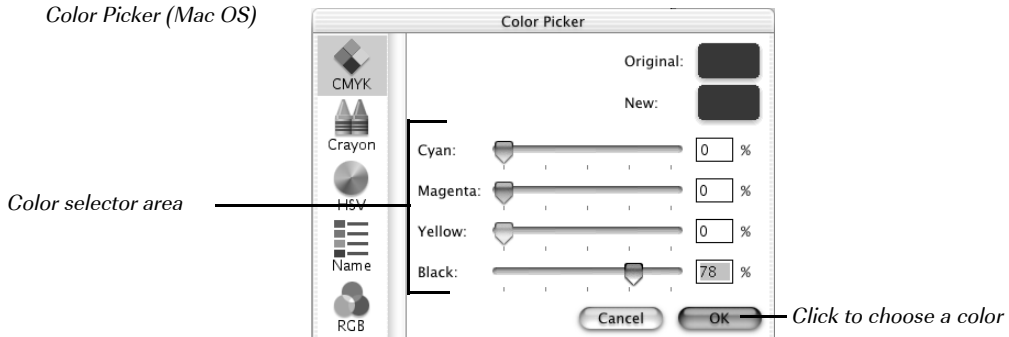 Color Picker (Mac OS)
Color Picker
CMYK
Crayon
HSV
Name
RGB
Original:
New:
Cyan: 0 %
Magenta: 0 %
Yellow: 0 %
Black: 78 %
Cancel OK
Color selector area
Click to choose a color